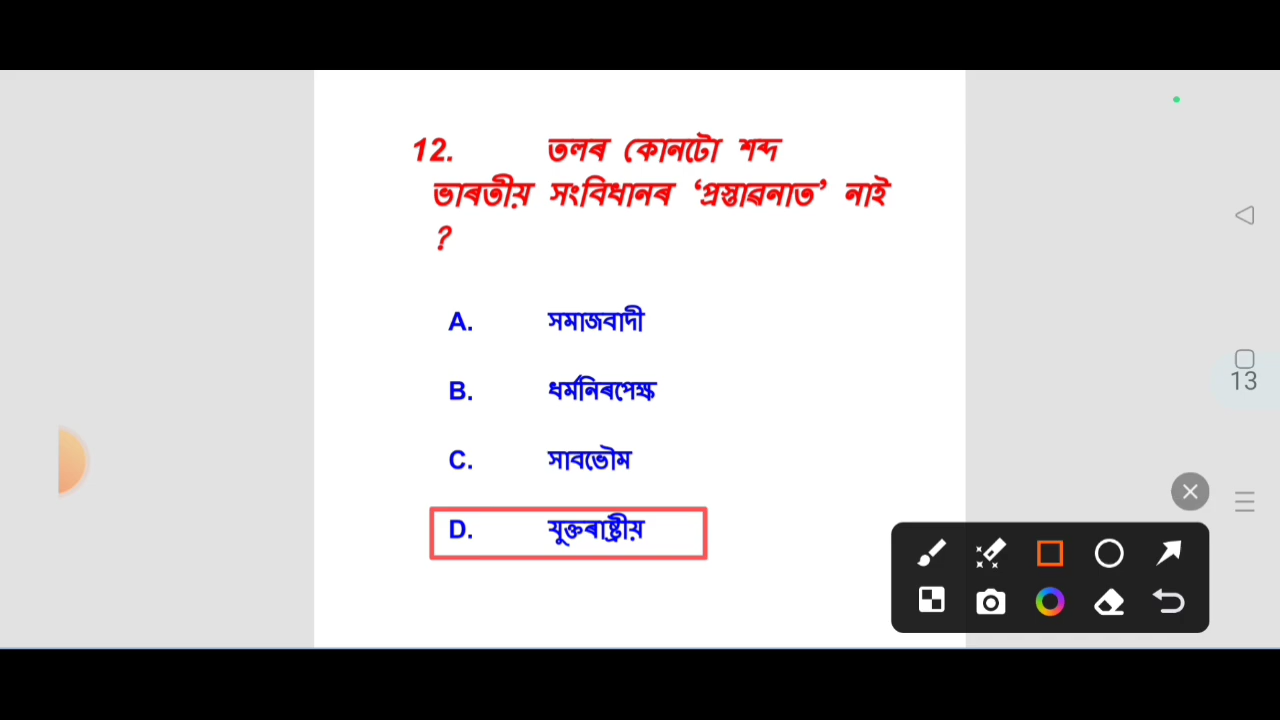 12. তলৰ কোনটো শব্দ
ভাৰতীয় সংবিধানৰ ‘প্ৰস্তাৱনাত’ নাই
?
A. সমাজবাদী
B. ধৰ্মনিৰপেক্ষ
C. সাবভৌম
D. যুক্তৰাষ্ট্ৰীয়
13